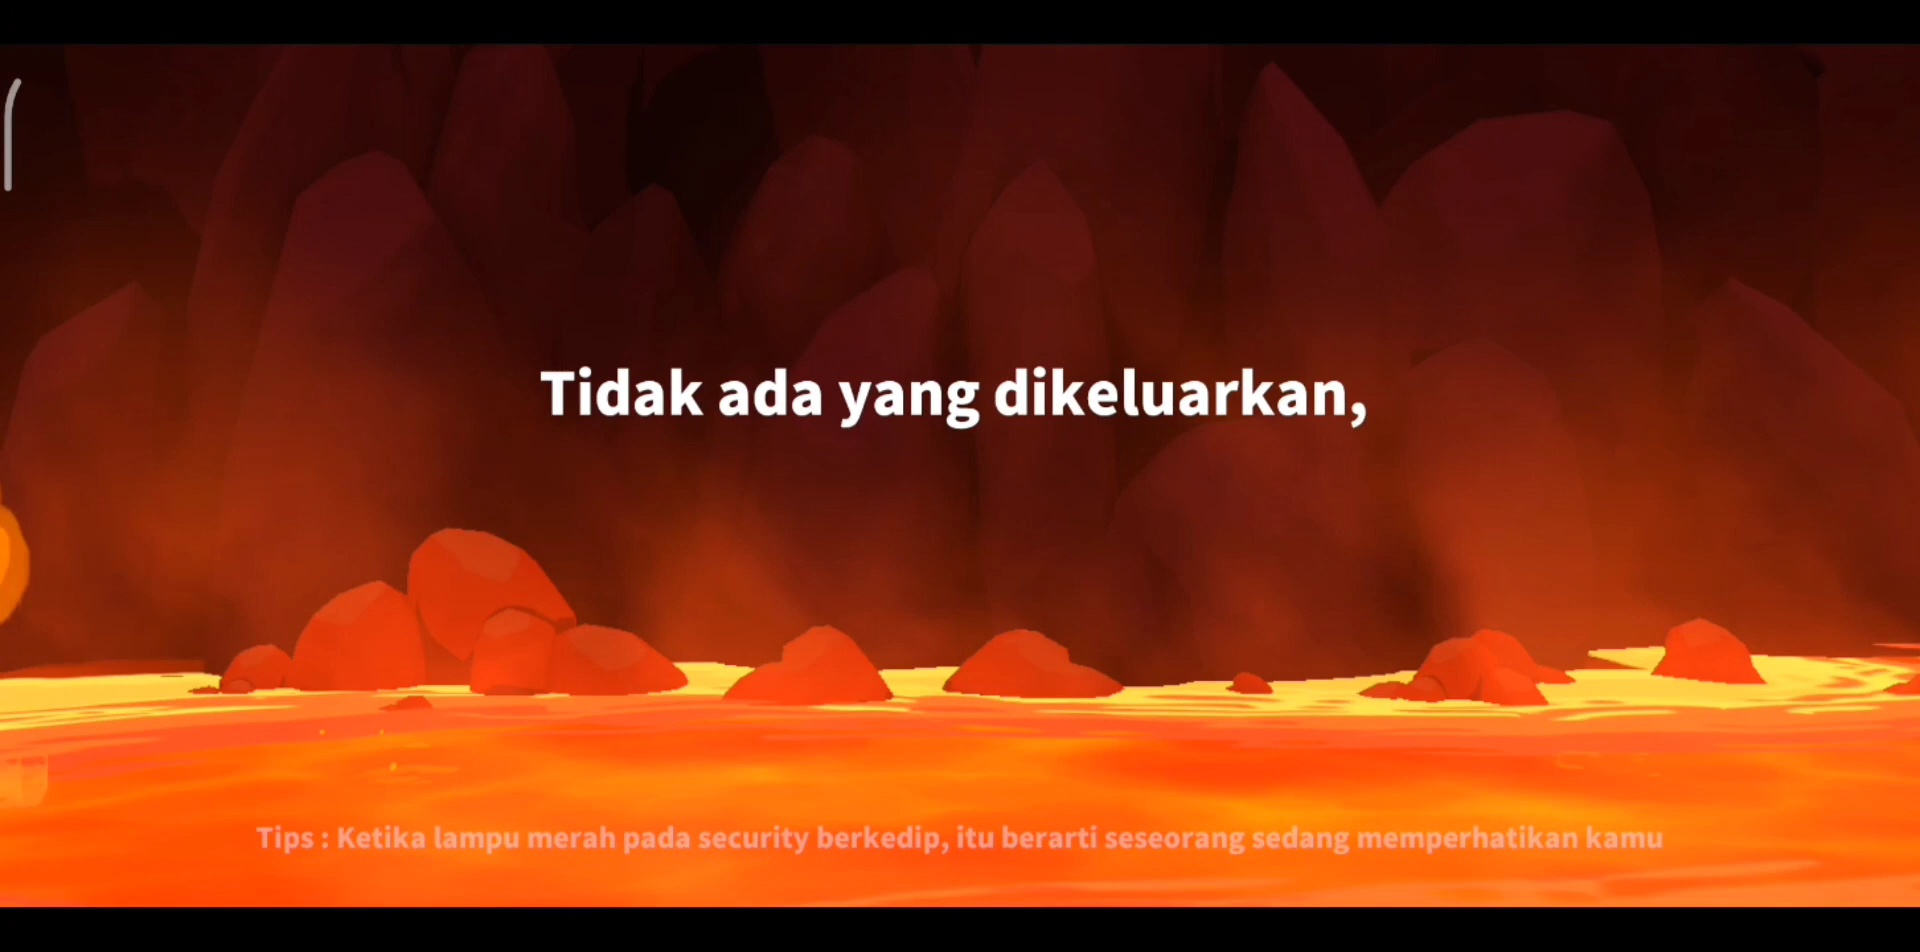 Tidak ada yang dikeluarkan,
Tips : Ketika lampu merah pada security berkedip, itu berarti seseorang sedang memperhatikan kamu